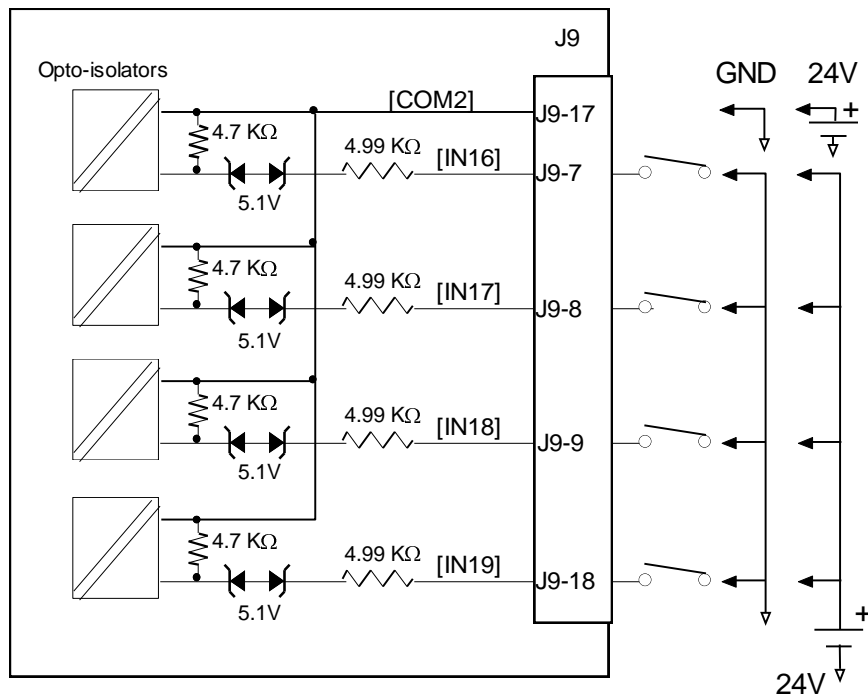 J9
Opto-isolators
GND 24V
[COM2]
+
J9-17
4.7 KΩ
4.99 KΩ
[IN16]
J9-7
5.1V
4.7 KΩ
4.99 KΩ
[IN17]
J9-8
5.1V
4.7 KΩ
4.99 KΩ
[IN18]
J9-9
5.1V
4.7 KΩ
4.99 KΩ
[IN19]
J9-18
5.1V
+
24V